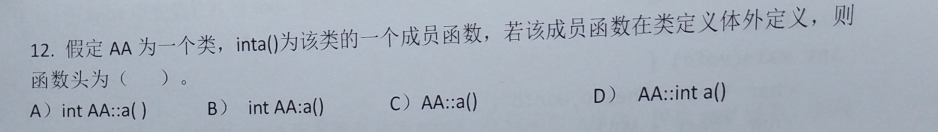 12. 假定 AA 为一个类，inta()为该类的一个成员函数，若该成员函数在类定义体外定义，则
函数头为（ ）。
A）int AA::a( ) B） int AA:a() C）AA::a() D） AA::int a()